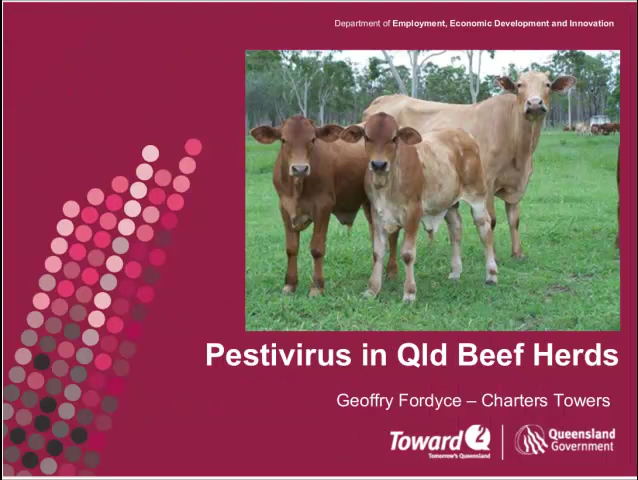 Department of Employment, Economic Development and Innovation
Pestivirus in Qld Beef Herds
Geoffry Fordyce – Charters Towers
Toward Q2
Tomorrow's Queensland
Queensland
Government